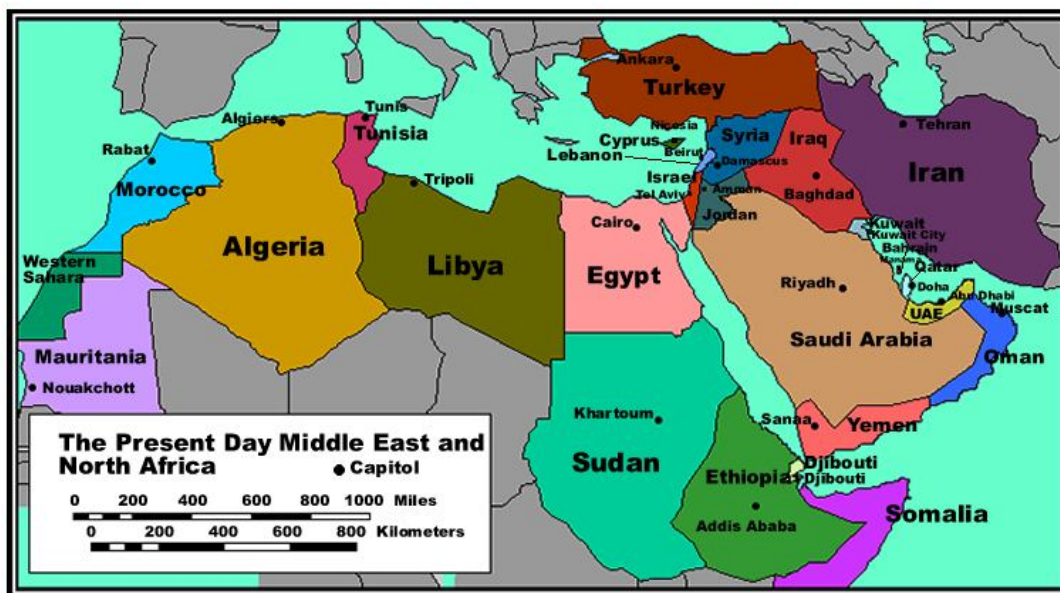 Ankara
Turkey
Tunis
Algiers
Tunisia
Nicosia
Cyprus
Syria
Iraq
Tehran
Rabat
Beirut
Lebanon
Damascus
Iran
Morocco
Tripoli
Israel
Tel Aviv
Amman
Baghdad
Jordan
Cairo
Kuwait
Kuwait City
Algeria
Libya
Bahrain
Manama
Western
Sahara
Egypt
Qatar
Riyadh
Doha
Abu Dhabi
UAE
Muscat
Saudi Arabia
Mauritania
Oman
Nouakchott
Khartoum
Sanaa
Yemen
The Present Day Middle East and
North Africa
Capitol
Sudan
Djibouti
Ethiopia
Djibouti
0 200 400 600 800 1000 Miles
Somalia
Addis Ababa
0 200 400 600 800 Kilometers